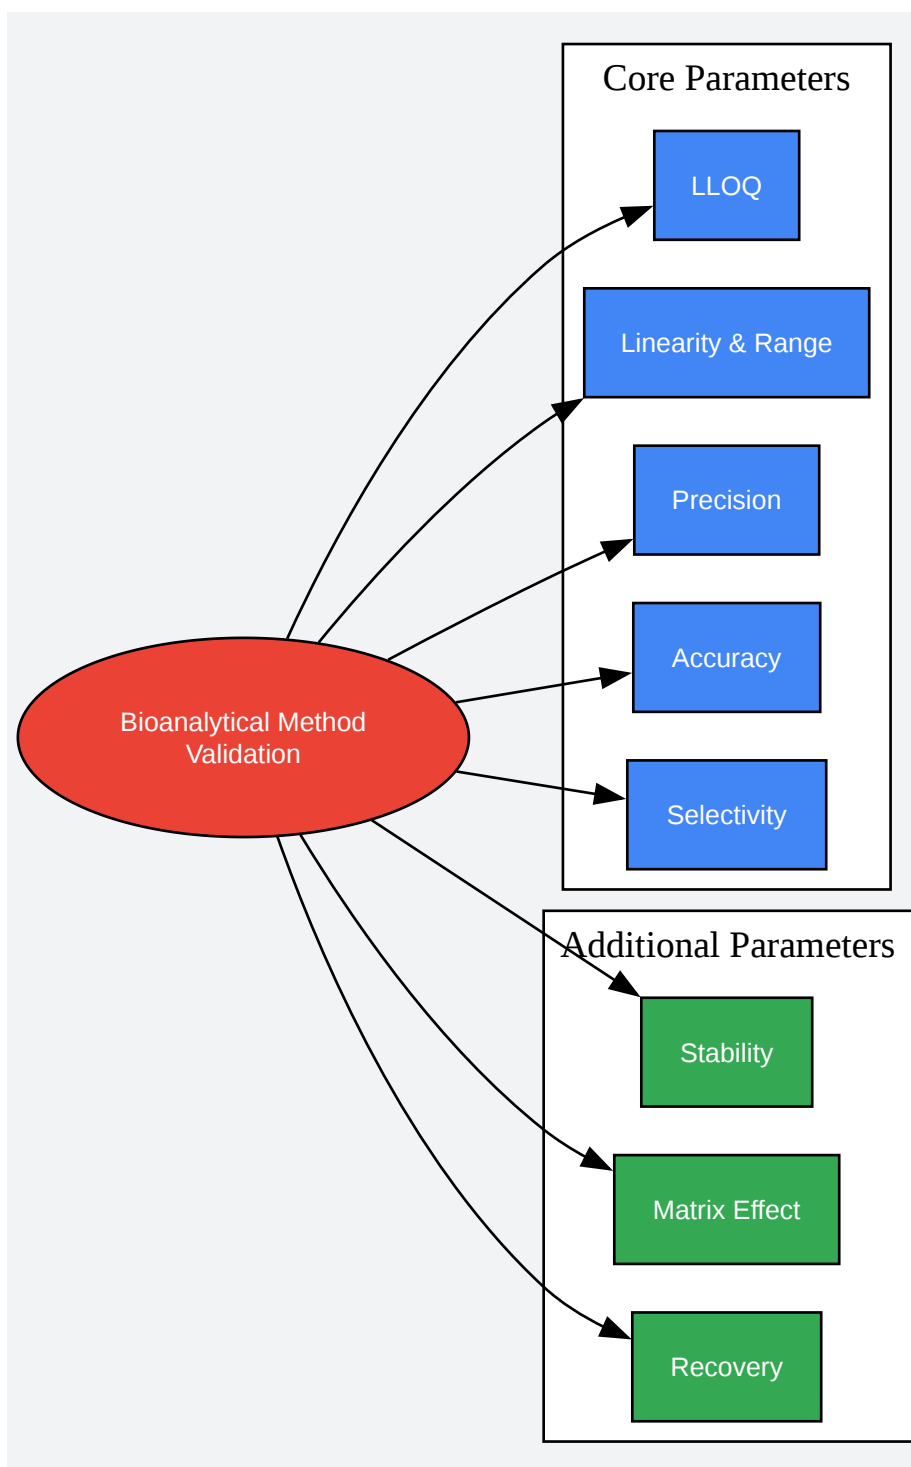 Core Parameters
LLOQ
Linearity & Range
Precision
Accuracy
Selectivity
Bioanalytical Method
Validation
Additional Parameters
Stability
Matrix Effect
Recovery